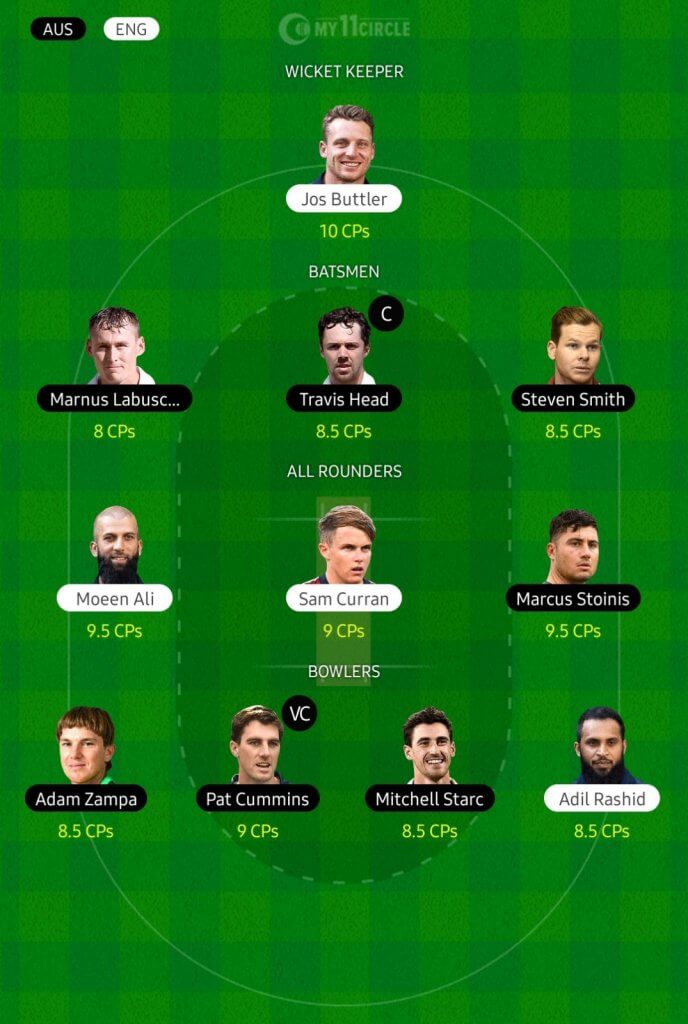 AUS ENG MY11CIRCLE
WICKET KEEPER
Jos Buttler
10 CPs
BATSMEN
C
Marnus Labusc... Travis Head Steven Smith
8 CPs 8.5 CPs 8.5 CPs
ALL ROUNDERS
Moeen Ali Sam Curran Marcus Stoinis
9.5 CPs 9 CPs 9.5 CPs
BOWLERS
VC
Adam Zampa Pat Cummins Mitchell Starc Adil Rashid
8.5 CPs 9 CPs 8.5 CPs 8.5 CPs